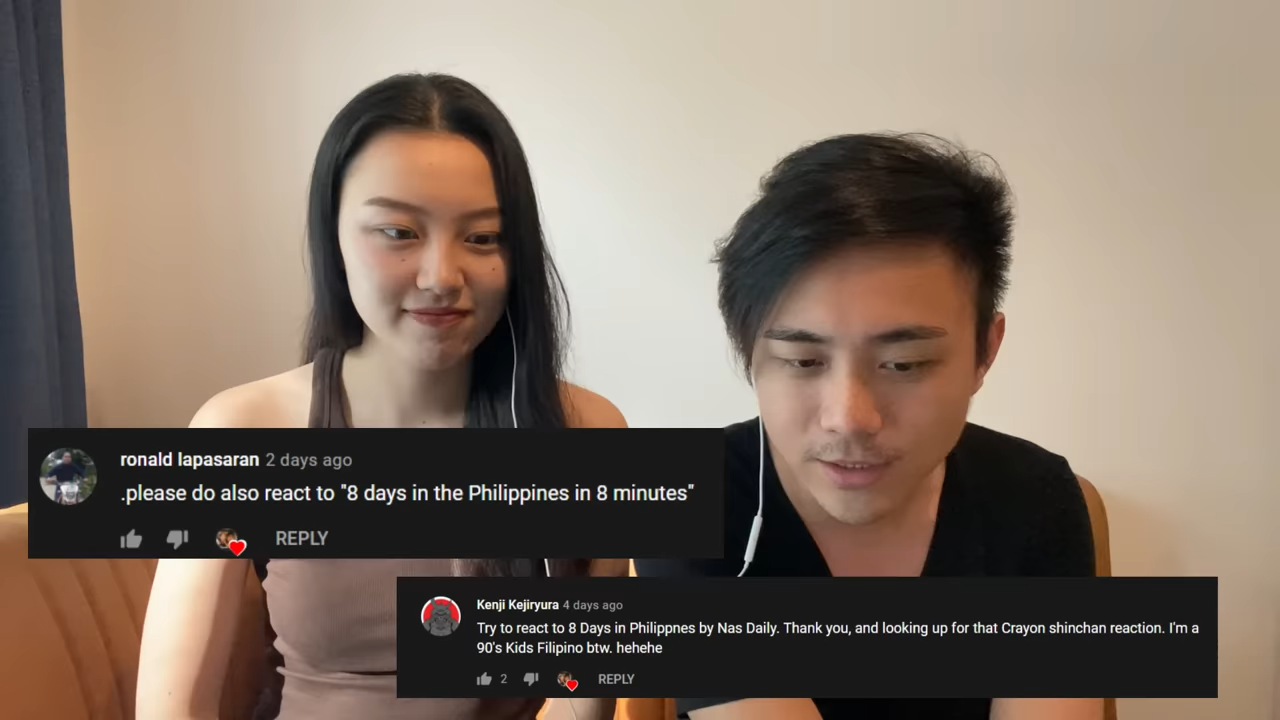 ronald lapasaran 2 days ago
.please do also react to "8 days in the Philippines in 8 minutes"
REPLY
Kenji Kejiryura 4 days ago
Try to react to 8 Days in Philippnes by Nas Daily. Thank you, and looking up for that Crayon shinchan reaction. I'm a
90's Kids Filipino btw. hehehe
2 REPLY